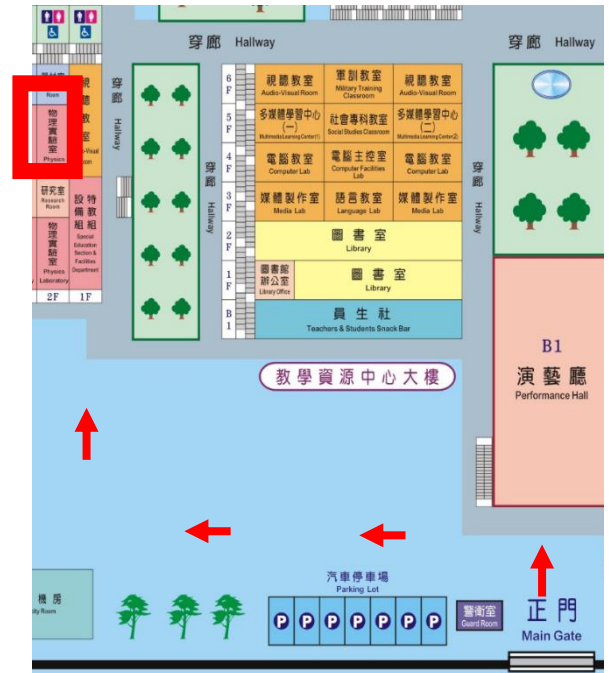 穿廊 Hallway
穿廊 Hallway
Room
物理實驗室
Physics
視聽教室
穿廊
Hallway
研究室
Research Room
物理實驗室
Physics
Laboratory
設備組
特教組
Special Education Section & Facilities Department
2F
1F
穿廊
Hallway
6F
視聽教室
Audio-Visual Room
軍訓教室
Military Training Classroom
視聽教室
Audio-Visual Room
5F
多媒體學習中心
(一)
Multimedia Learning Center(1)
社會專科教室
Social Studies Classroom
多媒體學習中心
(二)
Multimedia Learning Center(2)
4F
電腦教室
Computer Lab
電腦主控室
Computer Facilities Lab
電腦教室
Computer Lab
3F
媒體製作室
Media Lab
語言教室
Language Lab
媒體製作室
Media Lab
2F
圖書室
Library
1F
圖書館辦公室
Library Office
圖書室
Library
B1
員生社
Teachers & Students Snack Bar
穿廊
Hallway
教學資源中心大樓
B1
演藝廳
Performance Hall
機房
Room
汽車停車場
Parking Lot
P P P P P P P
警衛室
Guard Room
正門
Main Gate